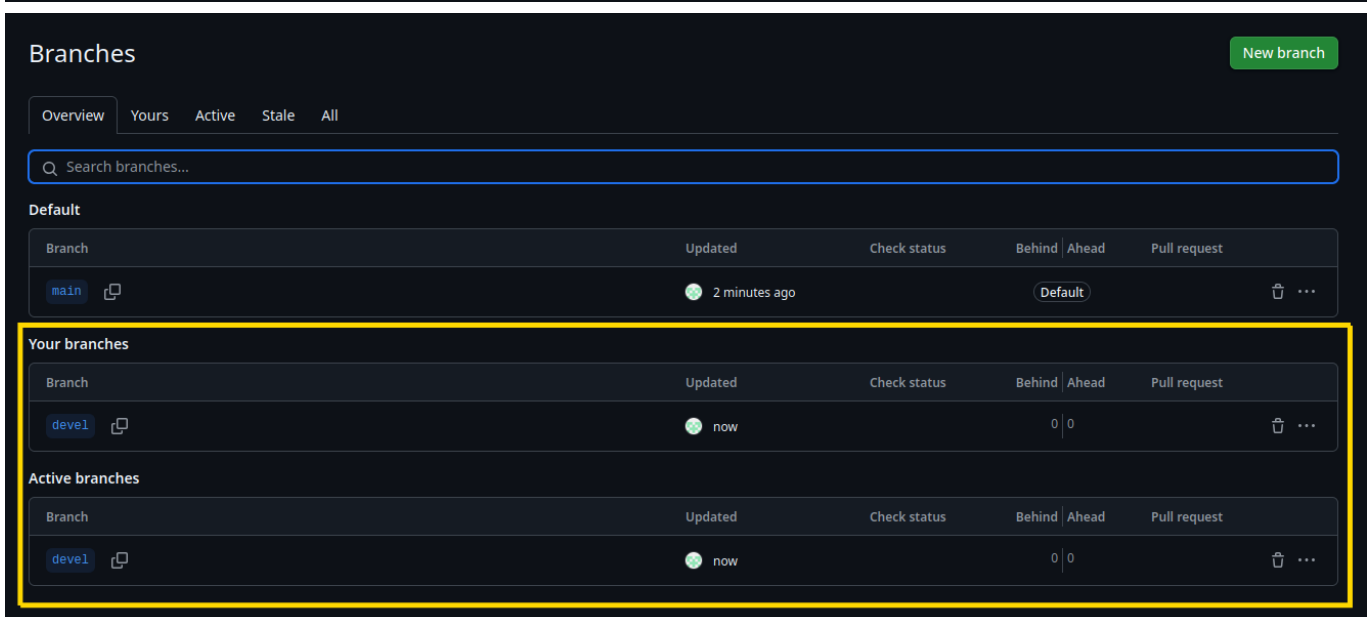 Branches
New branch
Overview Yours Active Stale All
Search branches...
Default
Branch Updated Check status Behind Ahead Pull request
main 2 minutes ago Default
Your branches
Branch Updated Check status Behind Ahead Pull request
devel now 0 0
Active branches
Branch Updated Check status Behind Ahead Pull request
devel now 0 0